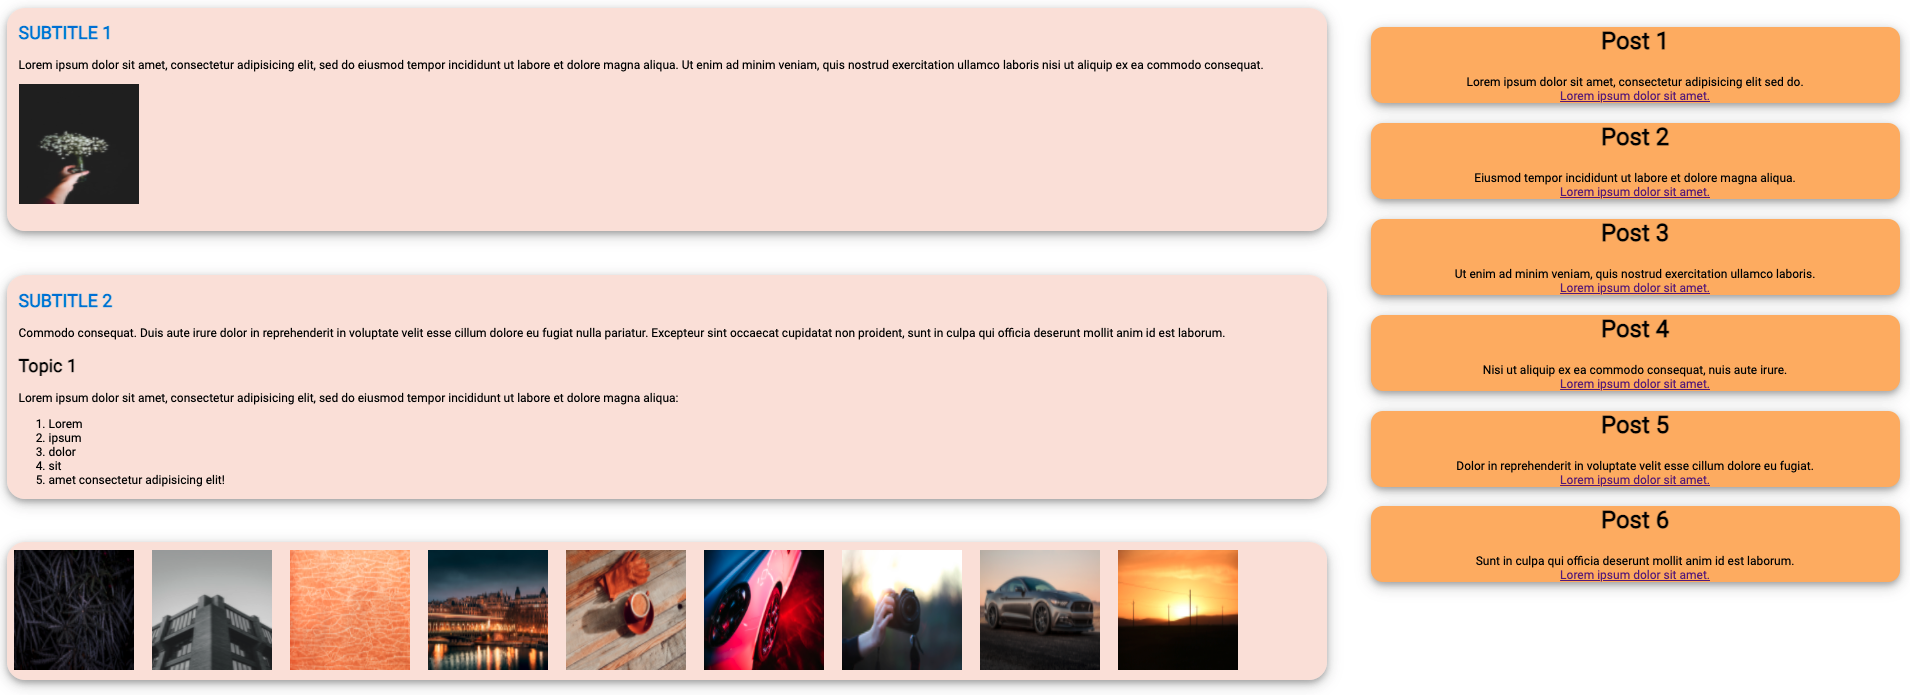 SUBTITLE 1
Lorem ipsum dolor sit amet, consectetur adipisicing elit, sed do eiusmod tempor incididunt ut labore et dolore magna aliqua. Ut enim ad minim veniam, quis nostrud exercitation ullamco laboris nisi ut aliquip ex ea commodo consequat.
SUBTITLE 2
Commodo consequat. Duis aute irure dolor in reprehenderit in voluptate velit esse cillum dolore eu fugiat nulla pariatur. Excepteur sint occaecat cupidatat non proident, sunt in culpa qui officia deserunt mollit anim id est laborum.
Topic 1
Lorem ipsum dolor sit amet, consectetur adipisicing elit, sed do eiusmod tempor incididunt ut labore et dolore magna aliqua:
1. Lorem
2. ipsum
3. dolor
4. sit
5. amet consectetur adipisicing elit!
Post 1
Lorem ipsum dolor sit amet, consectetur adipisicing elit sed do.
Lorem ipsum dolor sit amet.
Post 2
Eiusmod tempor incididunt ut labore et dolore magna aliqua.
Lorem ipsum dolor sit amet.
Post 3
Ut enim ad minim veniam, quis nostrud exercitation ullamco laboris.
Lorem ipsum dolor sit amet.
Post 4
Nisi ut aliquip ex ea commodo consequat, nuis aute irure.
Lorem ipsum dolor sit amet.
Post 5
Dolor in reprehenderit in voluptate velit esse cillum dolore eu fugiat.
Lorem ipsum dolor sit amet.
Post 6
Sunt in culpa qui officia deserunt mollit anim id est laborum.
Lorem ipsum dolor sit amet.